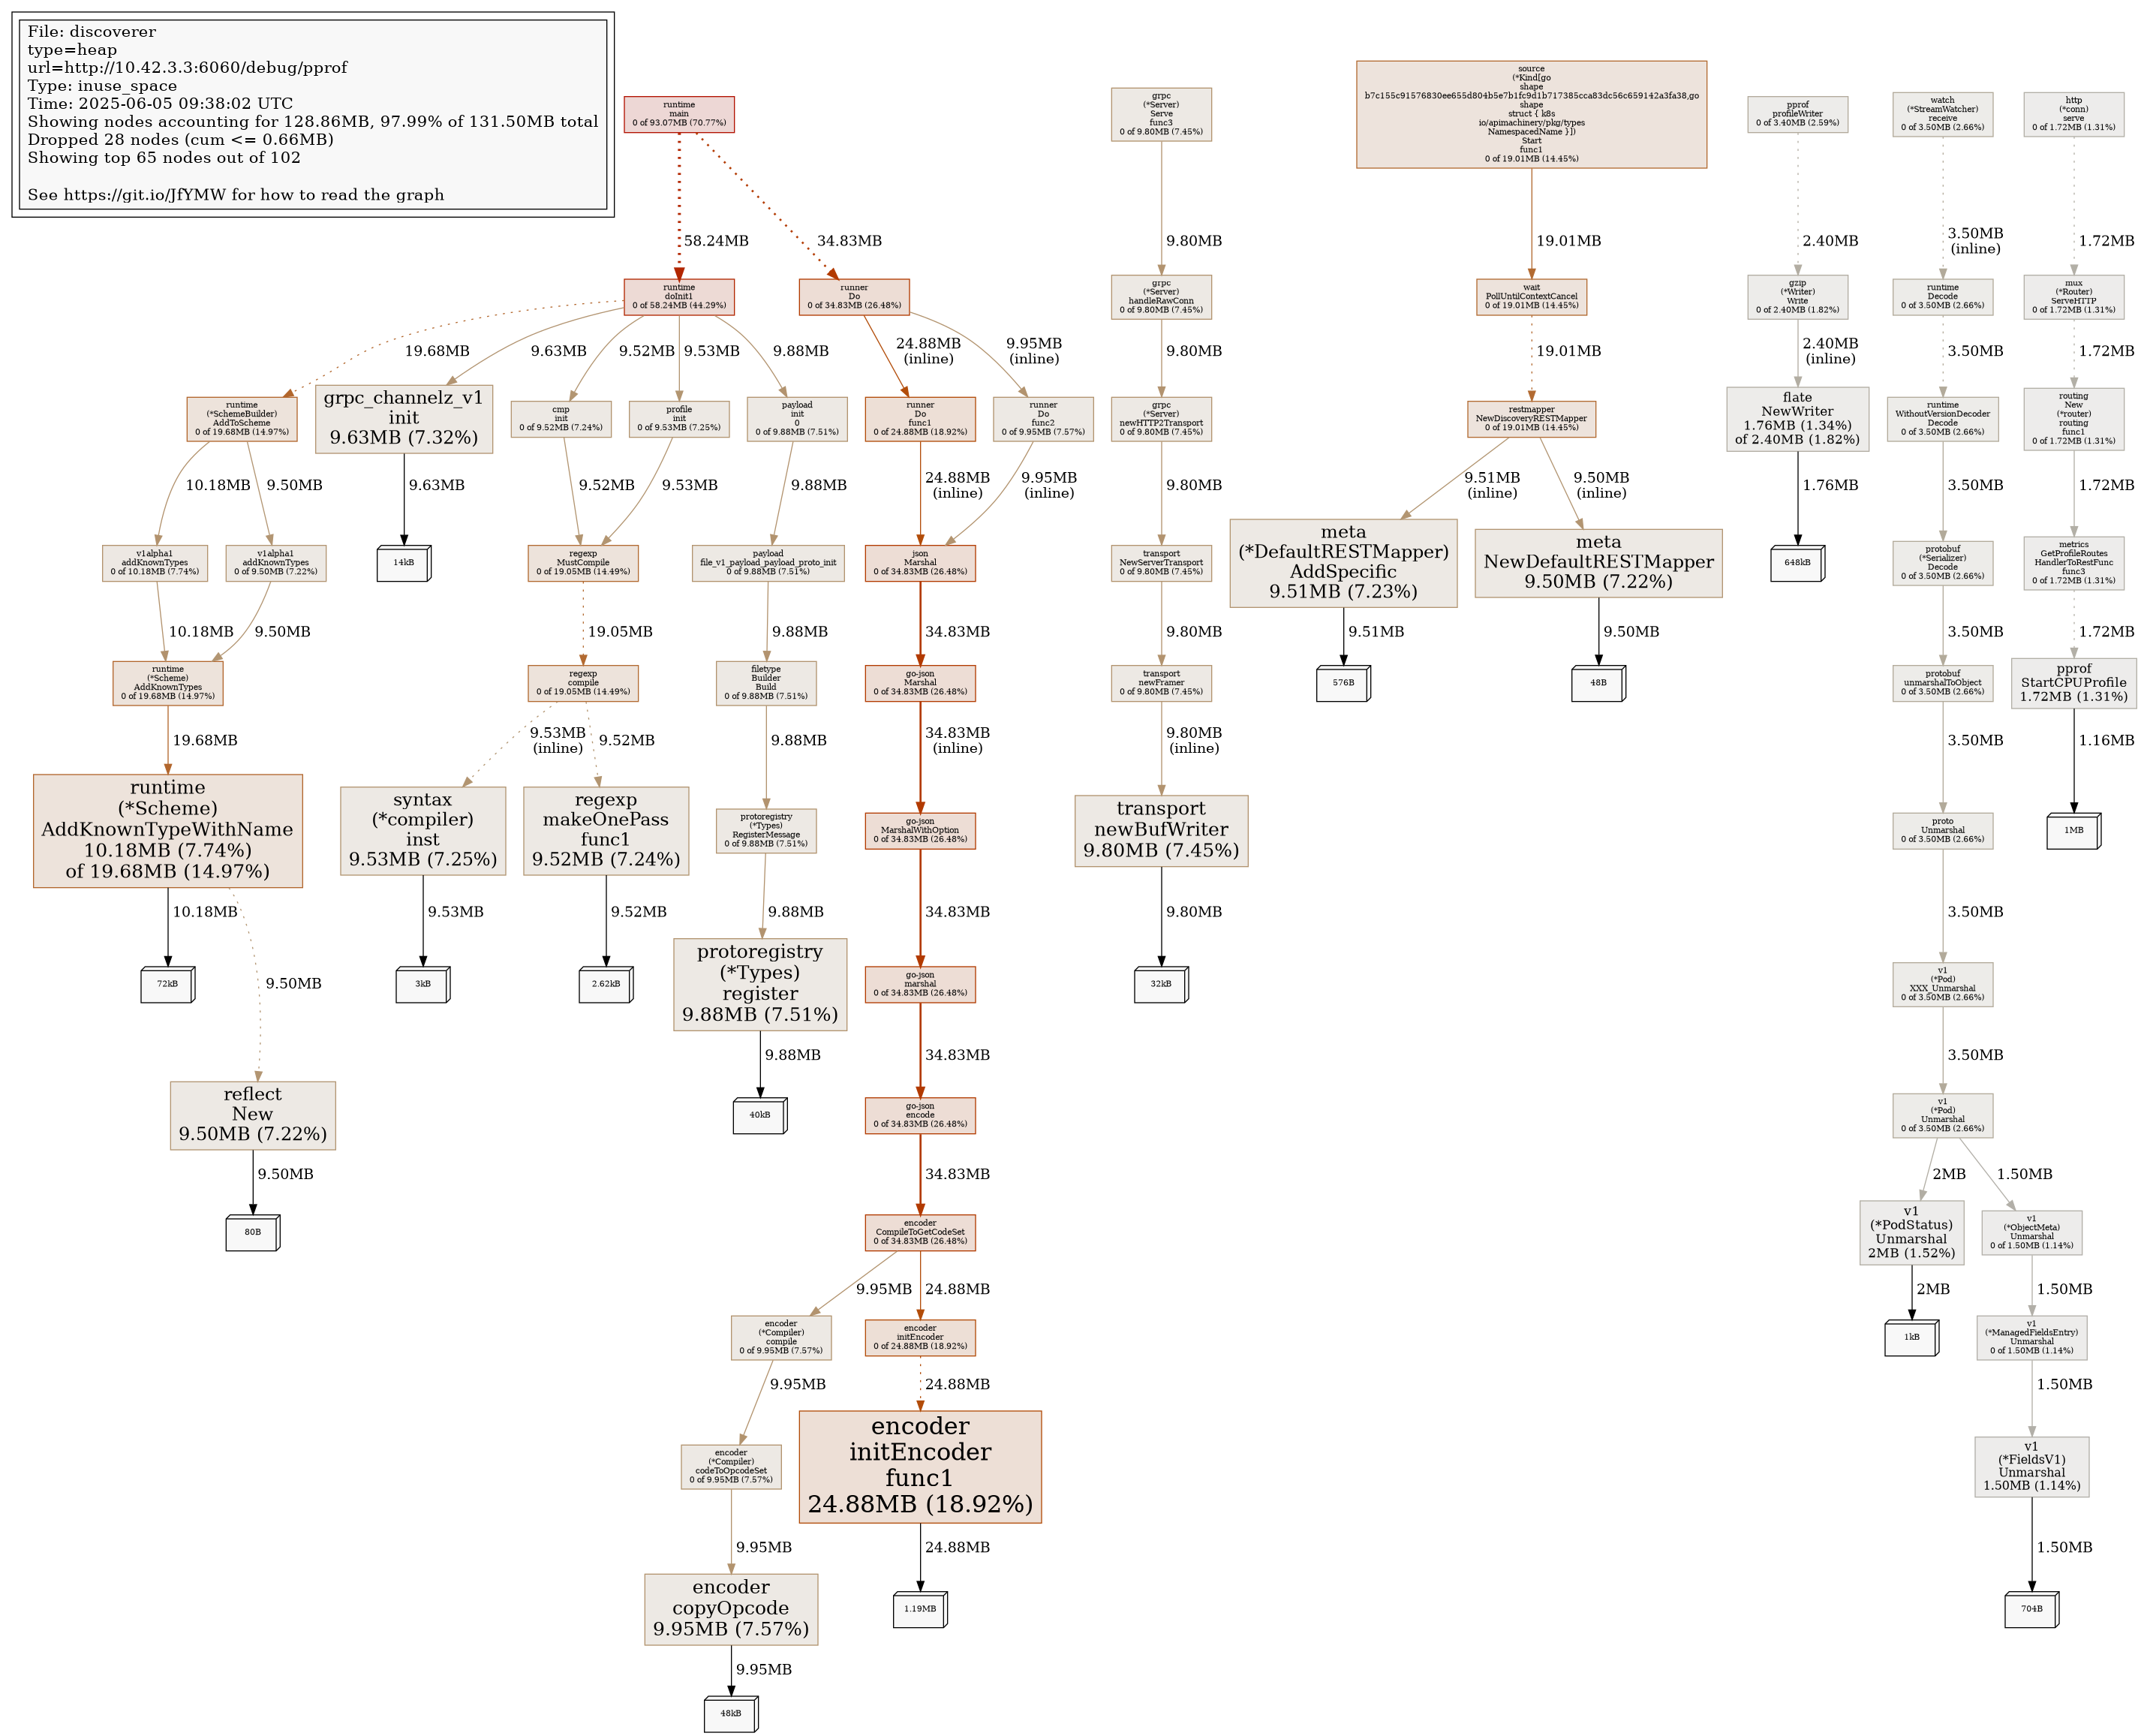 File: discoverer
type=heap
url=http://10.42.3.3:6060/debug/pprof
Type: inuse_space
Time: 2025-06-05 09:38:02 UTC
Showing nodes accounting for 128.86MB, 97.99% of 131.50MB total
Dropped 28 nodes (cum <= 0.66MB)
Showing top 65 nodes out of 102
See https://git.io/JfYMW for how to read the graph
runtime
main
0 of 93.07MB (70.77%)
58.24MB
34.83MB
runtime
doInit1
0 of 58.24MB (44.29%)
runner
Do
0 of 34.83MB (26.48%)
19.68MB
9.63MB
9.52MB
9.53MB
9.88MB
24.88MB
(inline)
9.95MB
(inline)
runtime
(*SchemeBuilder)
AddToScheme
0 of 19.68MB (14.97%)
grpc_channelz_v1
init
9.63MB (7.32%)
cmp
init
0 of 9.52MB (7.24%)
profile
init
0 of 9.53MB (7.25%)
payload
init
0
0 of 9.88MB (7.51%)
runner
Do
func1
0 of 24.88MB (18.92%)
runner
Do
func2
0 of 9.95MB (7.57%)
10.18MB
9.50MB
9.63MB
9.52MB
9.53MB
9.88MB
24.88MB
(inline)
9.95MB
(inline)
v1alpha1
addKnownTypes
0 of 10.18MB (7.74%)
v1alpha1
addKnownTypes
0 of 9.50MB (7.22%)
14kB
regexp
MustCompile
0 of 19.05MB (14.49%)
payload
file_v1_payload_payload_proto_init
0 of 9.88MB (7.51%)
json
Marshal
0 of 34.83MB (26.48%)
10.18MB
9.50MB
19.05MB
9.88MB
34.83MB
runtime
(*Scheme)
AddKnownTypes
0 of 19.68MB (14.97%)
regexp
compile
0 of 19.05MB (14.49%)
filetype
Builder
Build
0 of 9.88MB (7.51%)
go-json
Marshal
0 of 34.83MB (26.48%)
19.68MB
9.53MB
(inline)
9.52MB
9.88MB
34.83MB
(inline)
runtime
(*Scheme)
AddKnownTypeWithName
10.18MB (7.74%)
of 19.68MB (14.97%)
syntax
(*compiler)
inst
9.53MB (7.25%)
regexp
makeOnePass
func1
9.52MB (7.24%)
protoregistry
(*Types)
RegisterMessage
0 of 9.88MB (7.51%)
go-json
MarshalWithOption
0 of 34.83MB (26.48%)
10.18MB
9.53MB
9.52MB
9.88MB
34.83MB
72kB
9.50MB
3kB
2.62kB
protoregistry
(*Types)
register
9.88MB (7.51%)
go-json
marshal
0 of 34.83MB (26.48%)
9.88MB
34.83MB
reflect
New
9.50MB (7.22%)
40kB
go-json
encode
0 of 34.83MB (26.48%)
9.50MB
34.83MB
80B
encoder
CompileToGetCodeSet
0 of 34.83MB (26.48%)
9.95MB
24.88MB
encoder
(*Compiler)
compile
0 of 9.95MB (7.57%)
encoder
initEncoder
0 of 24.88MB (18.92%)
9.95MB
24.88MB
encoder
(*Compiler)
codeToOpcodeSet
0 of 9.95MB (7.57%)
encoder
initEncoder
func1
24.88MB (18.92%)
9.95MB
24.88MB
encoder
copyOpcode
9.95MB (7.57%)
1.19MB
9.95MB
48kB
grpc
(*Server)
Serve
func3
0 of 9.80MB (7.45%)
9.80MB
grpc
(*Server)
handleRawConn
0 of 9.80MB (7.45%)
9.80MB
grpc
(*Server)
newHTTP2Transport
0 of 9.80MB (7.45%)
9.80MB
transport
NewServerTransport
0 of 9.80MB (7.45%)
9.80MB
transport
newFramer
0 of 9.80MB (7.45%)
9.80MB
(inline)
transport
newBufWriter
9.80MB (7.45%)
9.80MB
32kB
source
(*Kind[go
shape
b7c155c91576830ee655d804b5e7b1fc9d1b717385cca83dc56c659142a3fa38,go
shape
struct { k8s
io/apimachinery/pkg/types
NamespacedName }])
Start
func1
0 of 19.01MB (14.45%)
19.01MB
wait
PollUntilContextCancel
0 of 19.01MB (14.45%)
19.01MB
restmapper
NewDiscoveryRESTMapper
0 of 19.01MB (14.45%)
9.51MB
(inline)
9.50MB
(inline)
meta
(*DefaultRESTMapper)
AddSpecific
9.51MB (7.23%)
meta
NewDefaultRESTMapper
9.50MB (7.22%)
9.51MB
9.50MB
576B
48B
pprof
profileWriter
0 of 3.40MB (2.59%)
2.40MB
gzip
(*Writer)
Write
0 of 2.40MB (1.82%)
2.40MB
(inline)
flate
NewWriter
1.76MB (1.34%)
of 2.40MB (1.82%)
1.76MB
648kB
watch
(*StreamWatcher)
receive
0 of 3.50MB (2.66%)
3.50MB
(inline)
runtime
Decode
0 of 3.50MB (2.66%)
3.50MB
runtime
WithoutVersionDecoder
Decode
0 of 3.50MB (2.66%)
3.50MB
protobuf
(*Serializer)
Decode
0 of 3.50MB (2.66%)
3.50MB
protobuf
unmarshalToObject
0 of 3.50MB (2.66%)
3.50MB
proto
Unmarshal
0 of 3.50MB (2.66%)
3.50MB
v1
(*Pod)
XXX_Unmarshal
0 of 3.50MB (2.66%)
3.50MB
v1
(*Pod)
Unmarshal
0 of 3.50MB (2.66%)
2MB
1.50MB
v1
(*PodStatus)
Unmarshal
2MB (1.52%)
v1
(*ObjectMeta)
Unmarshal
0 of 1.50MB (1.14%)
2MB
1.50MB
1kB
v1
(*ManagedFieldsEntry)
Unmarshal
0 of 1.50MB (1.14%)
1.50MB
v1
(*FieldsV1)
Unmarshal
1.50MB (1.14%)
1.50MB
704B
http
(*conn)
serve
0 of 1.72MB (1.31%)
1.72MB
mux
(*Router)
ServeHTTP
0 of 1.72MB (1.31%)
1.72MB
routing
New
(*router)
routing
func1
0 of 1.72MB (1.31%)
1.72MB
metrics
GetProfileRoutes
HandlerToRestFunc
func3
0 of 1.72MB (1.31%)
1.72MB
pprof
StartCPUProfile
1.72MB (1.31%)
1.16MB
1MB